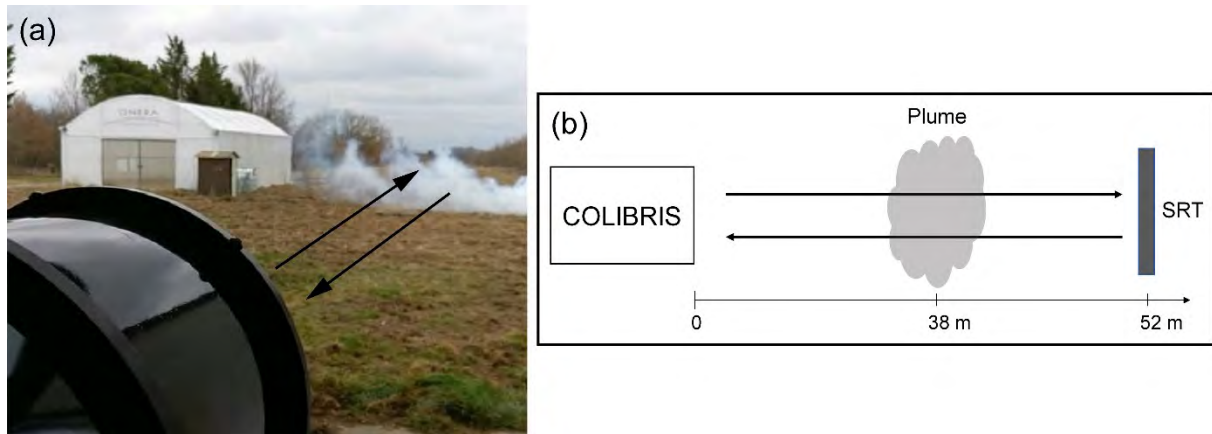 (a)
ONERA
(b)
Plume
COLIBRIS
SRT
0
38 m
52 m